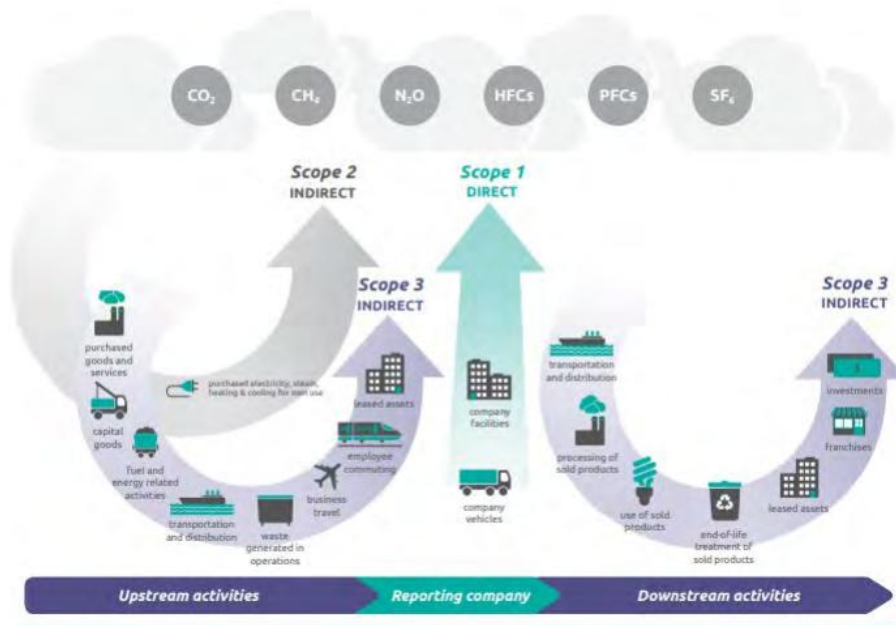 CO₂
CH₄
N₂O
HFCs
PFCs
SF₆
Scope 2
INDIRECT
Scope 1
DIRECT
Scope 3
INDIRECT
Scope 3
INDIRECT
purchased
goods and
services
capital
goods
fuel and
energy related
activities
purchased electricity, steam,
heating & cooling for own use
transportation
and distribution
waste
generated in
operations
business
travel
employee
commuting
leased assets
company
facilities
company
vehicles
transportation
and distribution
processing of
sold products
use of sold
products
end-of-life
treatment of
sold products
leased assets
franchises
investments
Upstream activities
Reporting company
Downstream activities